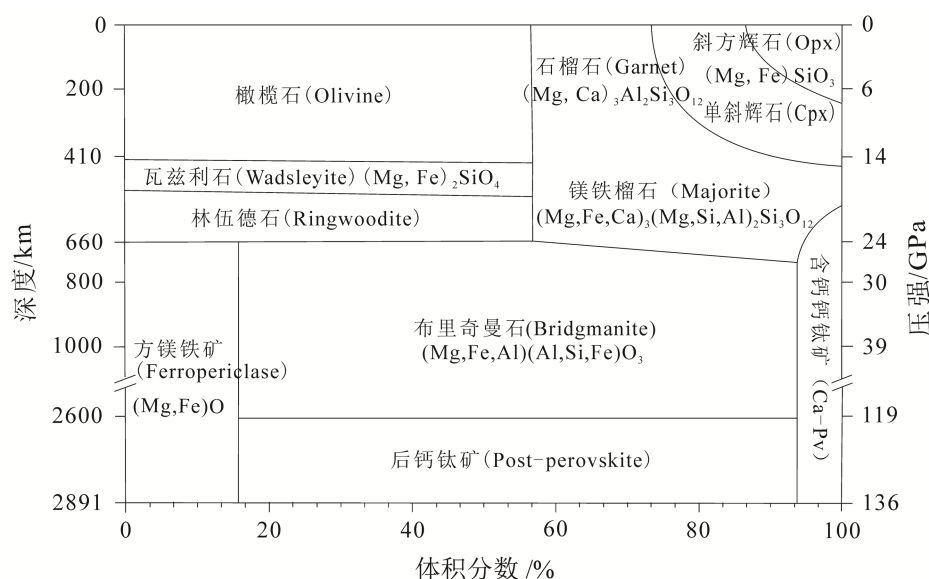 0
200
410
660
800
1000
2600
2891
深度/km
橄榄石(Olivine)
瓦兹利石(Wadsleyite) (Mg, Fe)₂SiO₄
林伍德石(Ringwoodite)
石榴石(Garnet)
(Mg, Ca)₃Al₂Si₃O₁₂
斜方辉石(Opx)
(Mg, Fe)SiO₃
单斜辉石(Cpx)
镁铁榴石(Majorite)
(Mg,Fe,Ca)₃(Mg,Si,Al)₂Si₃O₁₂
方镁铁矿
(Ferropericlase)
(Mg,Fe)O
布里奇曼石(Bridgmanite)
(Mg,Fe,Al)(Al,Si,Fe)O₃
后钙钛矿(Post-perovskite)
含钙钙钛矿(Ca-Pv)
0
6
14
24
30
39
119
136
压强/GPa
0 20 40 60 80 100
体积分数/%